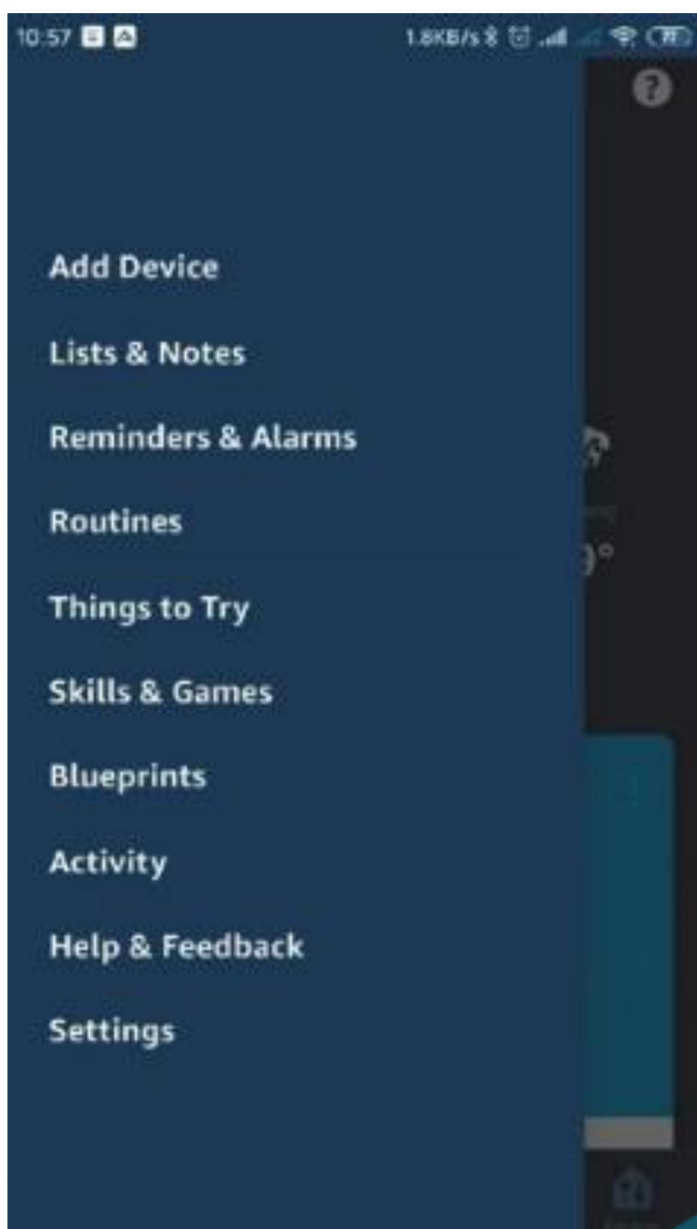 10:57 1.8KB/s
?
Add Device
Lists & Notes
Reminders & Alarms
Routines
9°
Things to Try
Skills & Games
Blueprints
Activity
Help & Feedback
Settings